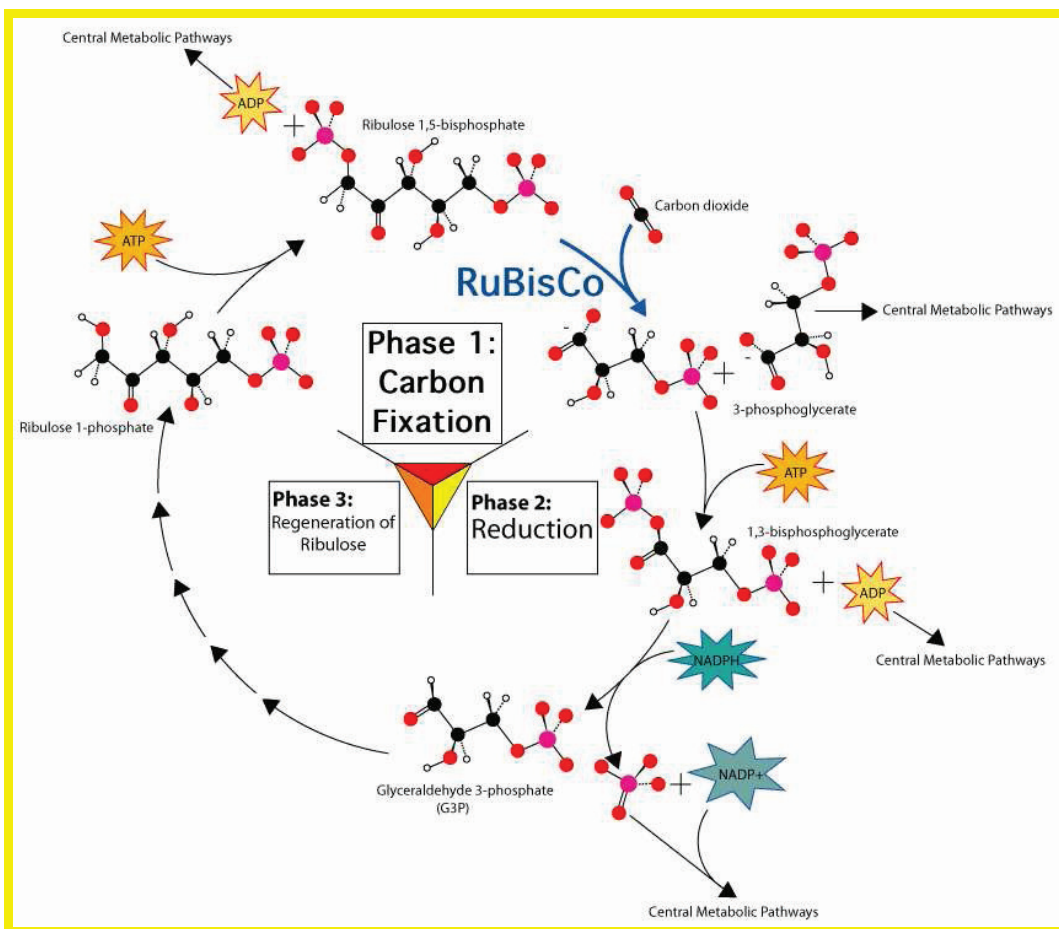 Central Metabolic Pathways
ADP
+
Ribulose 1,5-bisphosphate
Carbon dioxide
ATP
RuBisCo
Central Metabolic Pathways
-
-
+
3-phosphoglycerate
Ribulose 1-phosphate
Phase 1:
Carbon
Fixation
ATP
Phase 3:
Regeneration of
Ribulose
Phase 2:
Reduction
1,3-bisphosphoglycerate
+
ADP
Central Metabolic Pathways
NADPH
Glyceraldehyde 3-phosphate
(G3P)
+
NADP+
Central Metabolic Pathways